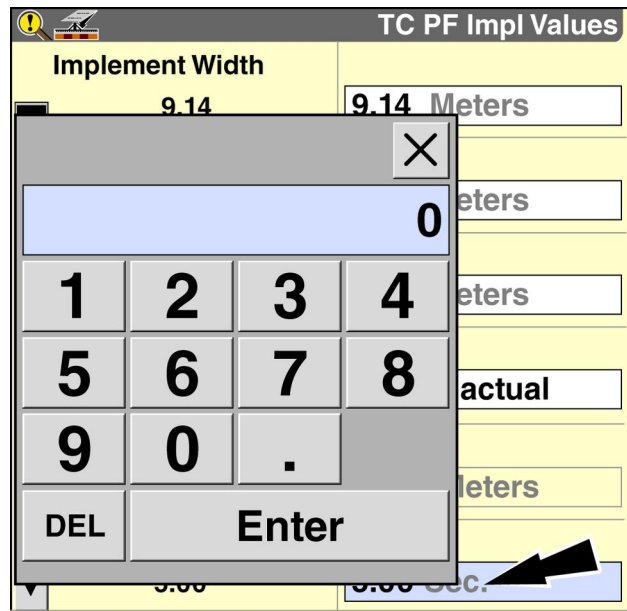 TC PF Impl Values
Implement Width
9.14
9.14 Meters
0
eters
1 2 3 4
eters
5 6 7 8
actual
9 0 .
leters
DEL Enter
Sec.